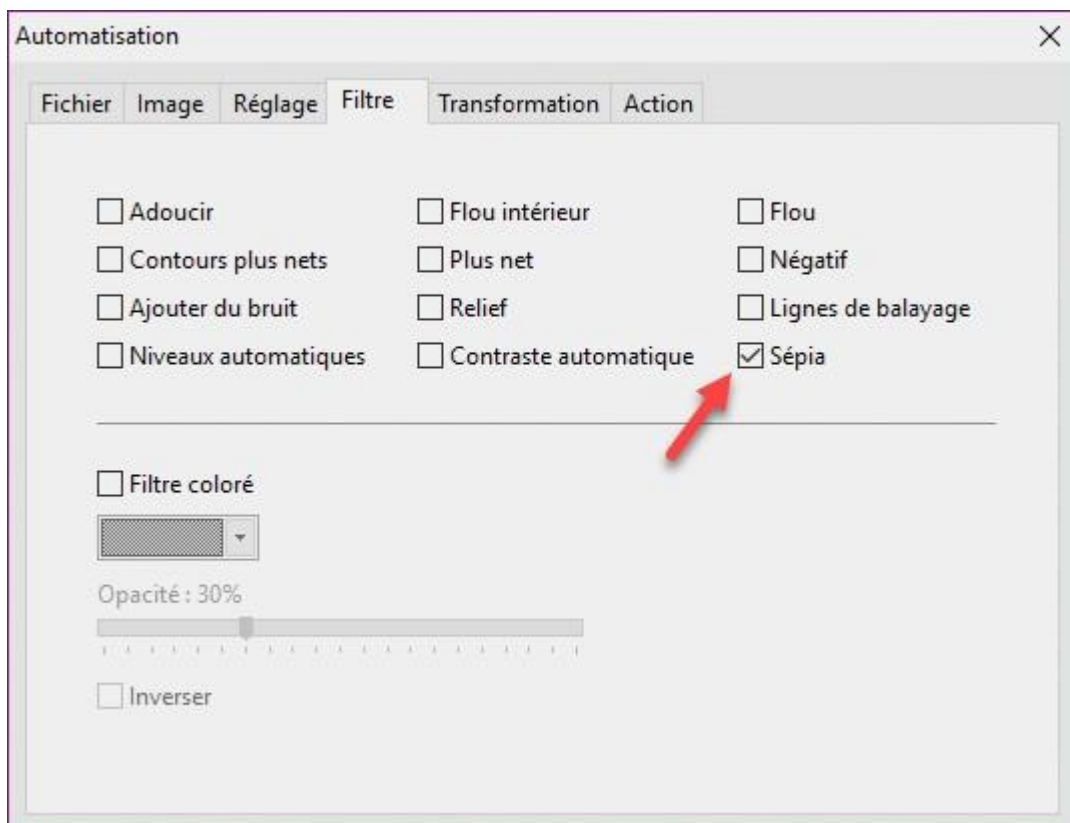 Automatisation
Fichier Image Réglage Filtre Transformation Action
Adoucir Flou intérieur Flou
Contours plus nets Plus net Négatif
Ajouter du bruit Relief Lignes de balayage
Niveaux automatiques Contraste automatique Sépia
Filtre coloré
Opacité : 30%
Inverser